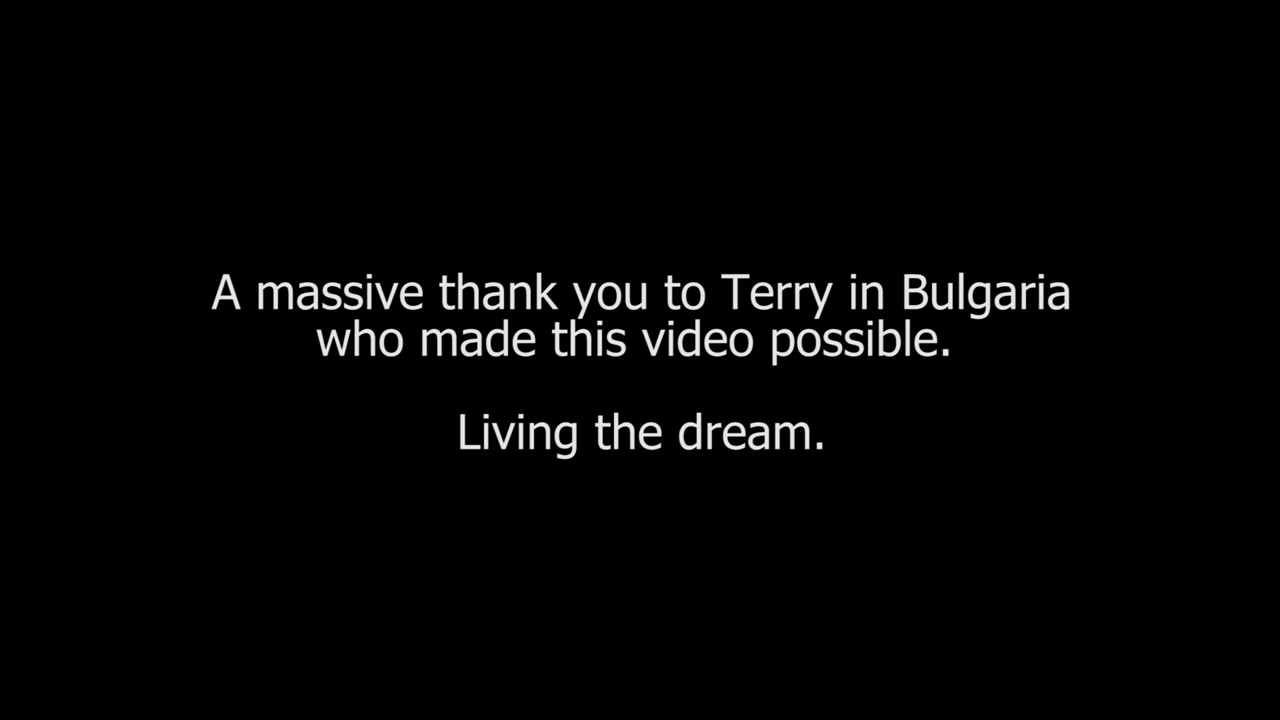 A massive thank you to Terry in Bulgaria
who made this video possible.
Living the dream.